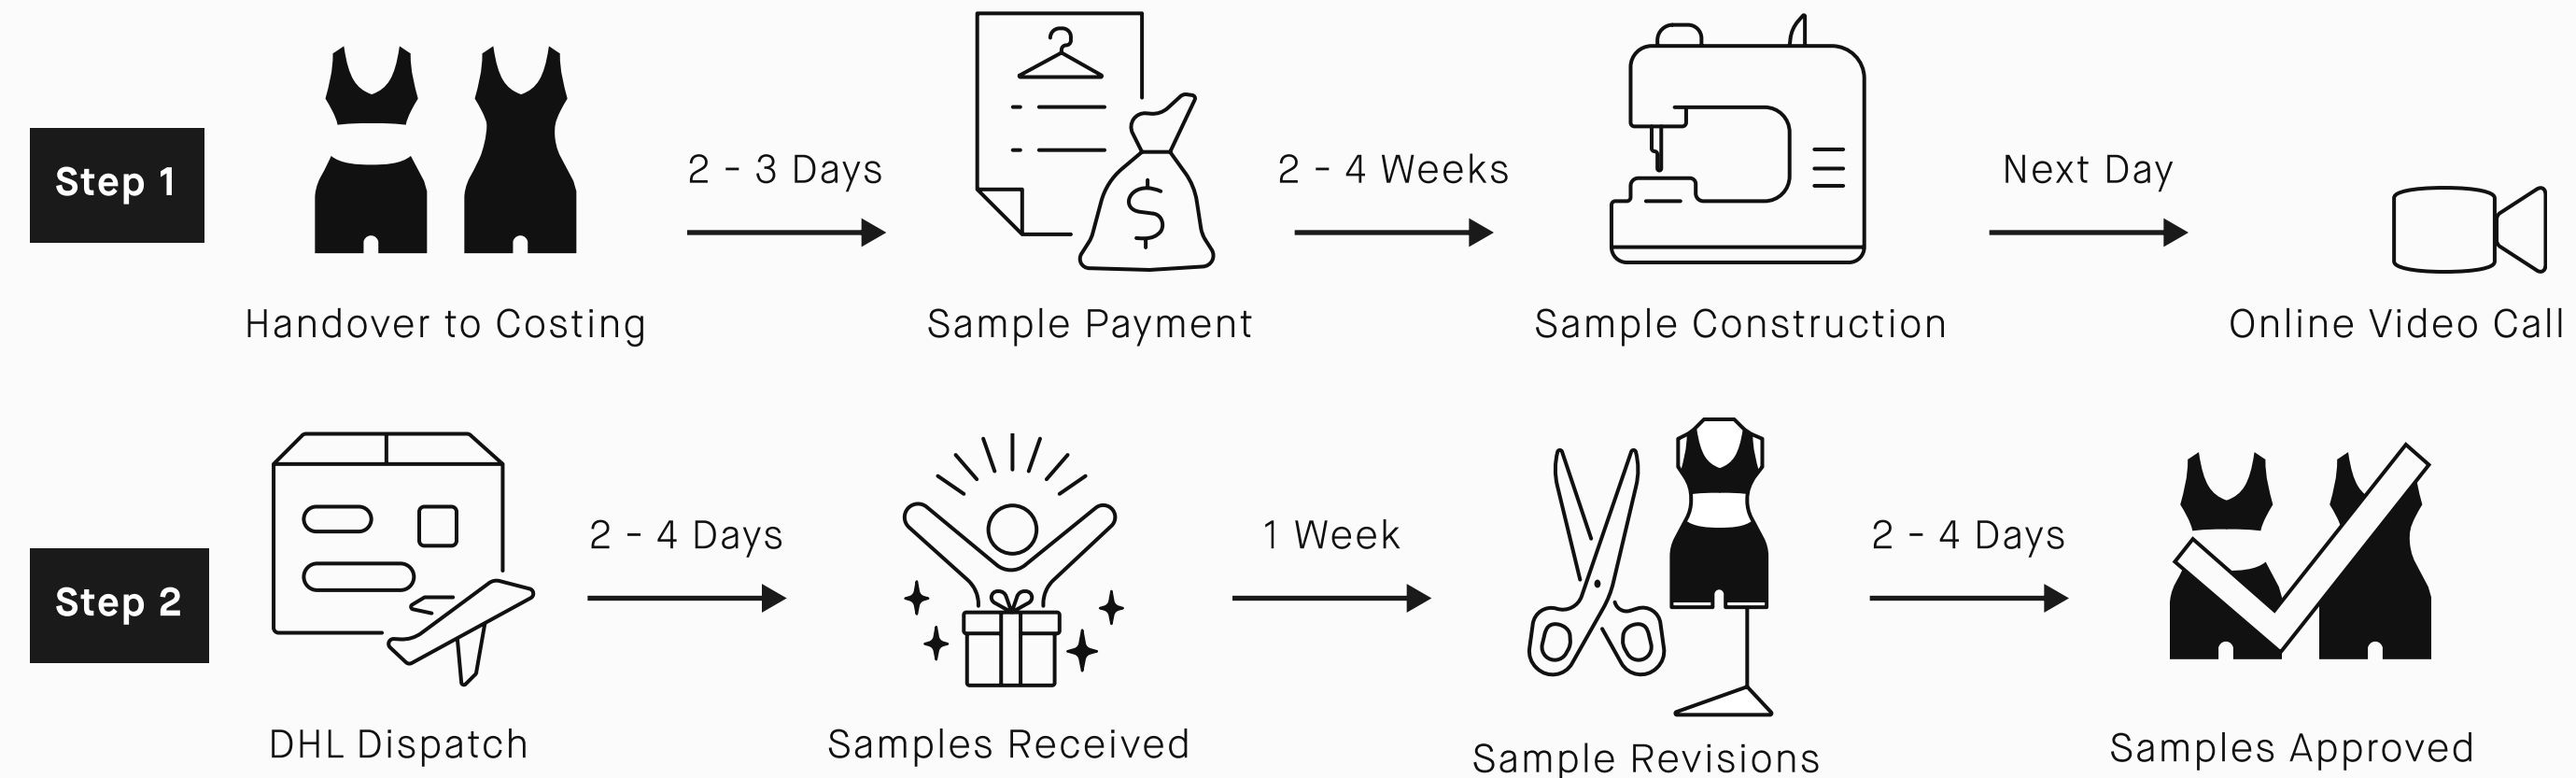 Step 1
2 - 3 Days
2 - 4 Weeks
Next Day
$
Handover to Costing
Sample Payment
Sample Construction
Online Video Call
Step 2
2 - 4 Days
1 Week
2 - 4 Days
DHL Dispatch
Samples Received
Sample Revisions
Samples Approved